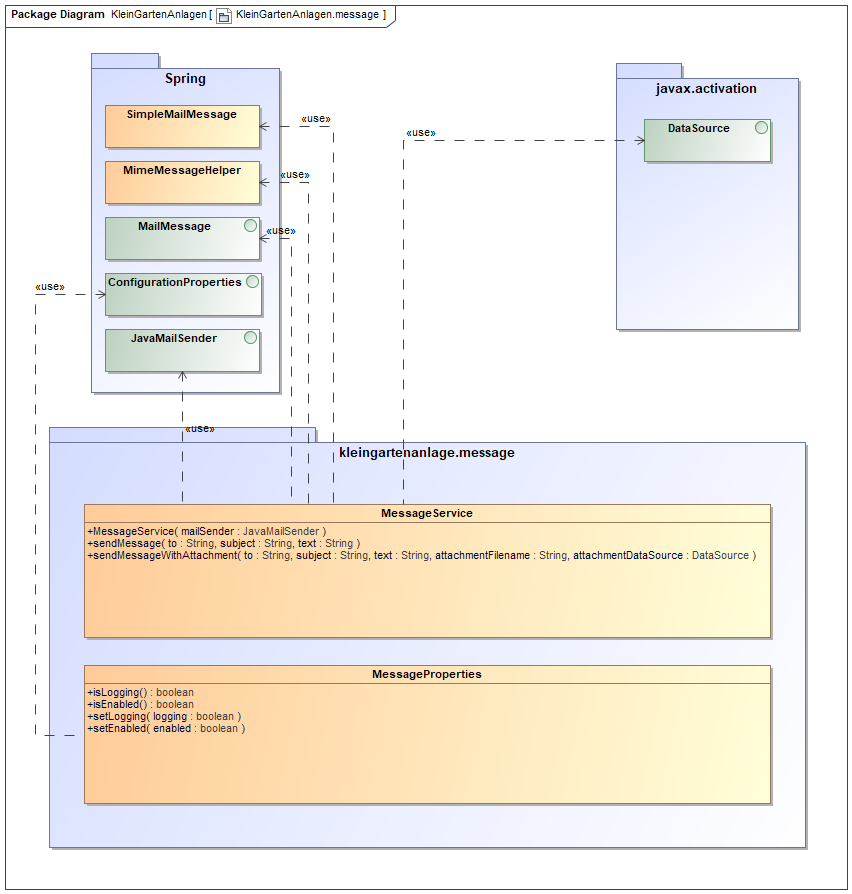 Package Diagram KleinGartenAnlagen [ KleinGartenAnlagen.message ]
Spring
javax.activation
SimpleMailMessage
«use»
DataSource
«use»
MimeMessageHelper
«use»
MailMessage
«use»
ConfigurationProperties
«use»
JavaMailSender
«use»
kleingartenanlage.message
MessageService
+MessageService( mailSender : JavaMailSender )
+sendMessage( to : String, subject : String, text : String )
+sendMessageWithAttachment( to : String, subject : String, text : String, attachmentFilename : String, attachmentDataSource : DataSource )
MessageProperties
+isLogging() : boolean
+isEnabled() : boolean
+setLogging( logging : boolean )
+setEnabled( enabled : boolean )